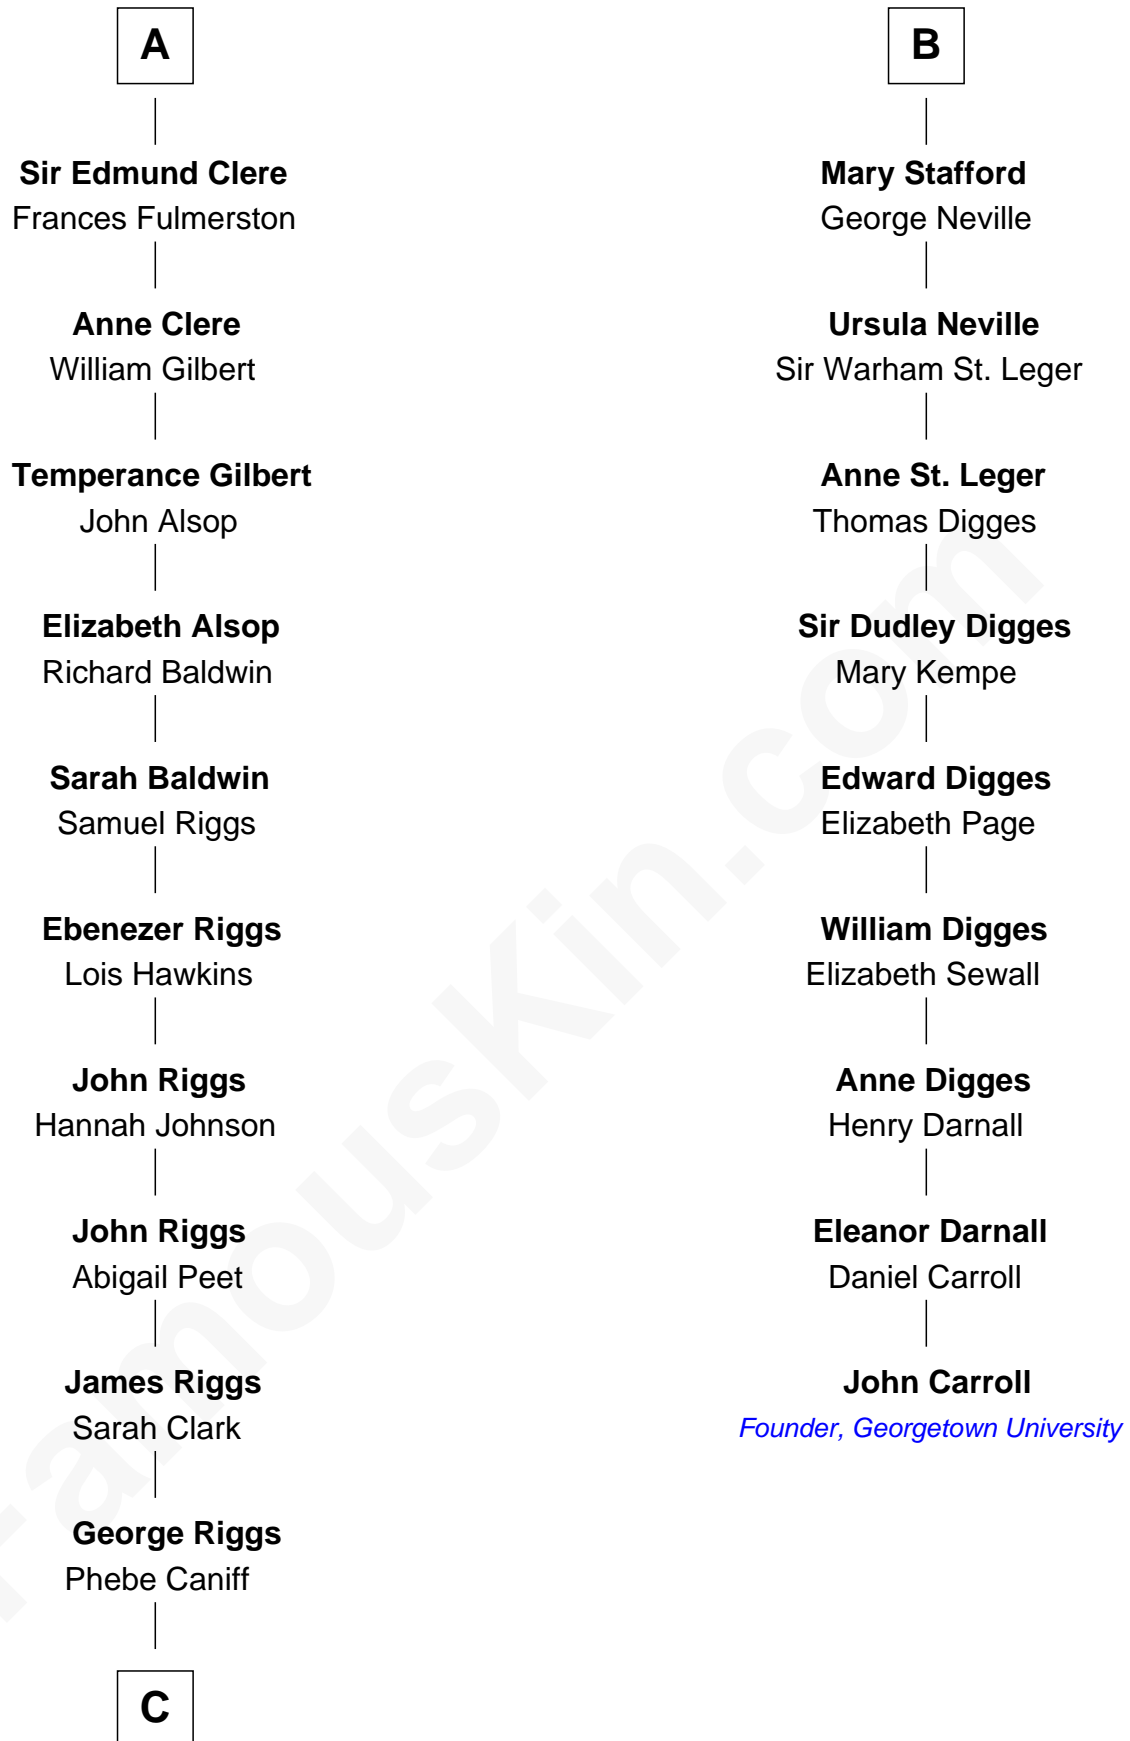 A
Sir Edmund Clere
Frances Fulmerston
Anne Clere
William Gilbert
Temperance Gilbert
John Alsop
Elizabeth Alsop
Richard Baldwin
Sarah Baldwin
Samuel Riggs
Ebenezer Riggs
Lois Hawkins
John Riggs
Hannah Johnson
John Riggs
Abigail Peet
James Riggs
Sarah Clark
George Riggs
Phebe Caniff
C
B
Mary Stafford
George Neville
Ursula Neville
Sir Warham St. Leger
Anne St. Leger
Thomas Digges
Sir Dudley Digges
Mary Kempe
Edward Digges
Elizabeth Page
William Digges
Elizabeth Sewall
Anne Digges
Henry Darnall
Eleanor Darnall
Daniel Carroll
John Carroll
Founder, Georgetown University
FamousKin.com